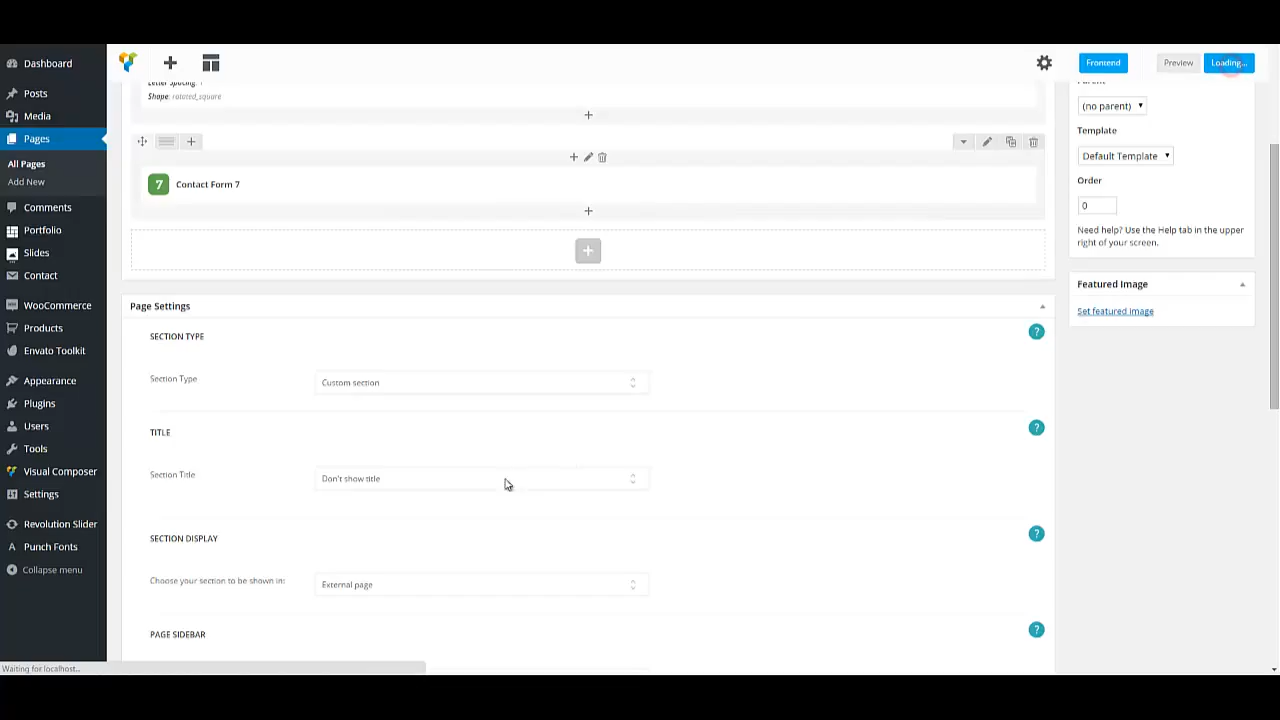 Dashboard
Posts
Media
Pages
All Pages
Add New
Comments
Portfolio
Slides
Contact
WooCommerce
Products
Envato Toolkit
Appearance
Plugins
Users
Tools
Visual Composer
Settings
Revolution Slider
Punch Fonts
Collapse menu
Frontend
Preview
Loading...
Letter Spacing: 1
Shape: rotated_square
7
Contact Form 7
Page Settings
SECTION TYPE
?
Section Type
Custom section
TITLE
?
Section Title
Don't show title
SECTION DISPLAY
?
Choose your section to be shown in:
External page
PAGE SIDEBAR
?
Parent
(no parent)
Template
Default Template
Order
0
Need help? Use the Help tab in the upper
right of your screen.
Featured Image
Set featured image
Waiting for localhost...